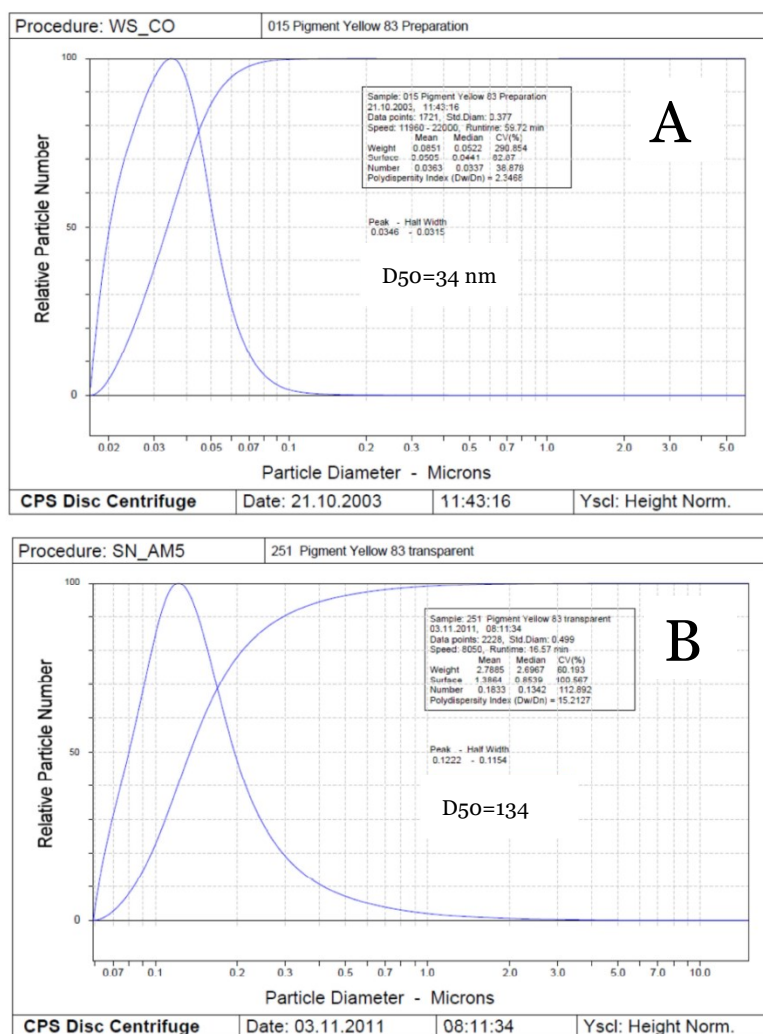 Procedure: WS_CO 015 Pigment Yellow 83 Preparation
A
Sample: 015 Pigment Yellow 83 Preparation
21.10.2003, 11:43:16
Data points: 1721, Std.Diam: 0.377
Speed: 11960 - 22000, Runtime: 59.72 min
Mean Median CV(%)
Weight 0.0851 0.0522 290.854
Surface 0.0505 0.0441 62.87
Number 0.0363 0.0337 38.878
Polydispersity Index (Dw/Dn) = 2.3468
Peak - Half Width
0.0346 - 0.0315
D50=34 nm
Relative Particle Number
100
50
0
0.02 0.03 0.05 0.07 0.1 0.2 0.3 0.5 0.7 1.0 2.0 3.0 5.0
Particle Diameter - Microns
CPS Disc Centrifuge Date: 21.10.2003 11:43:16 Yscl: Height Norm.
Procedure: SN_AM5 251 Pigment Yellow 83 transparent
B
Sample: 251 Pigment Yellow 83 transparent
03.11.2011, 08:11:34
Data points: 2228, Std.Diam: 0.499
Speed: 8050, Runtime: 16.57 min
Mean Median CV(%)
Weight 2.7885 2.6967 60.193
Surface 1.3864 0.8539 100.567
Number 0.1833 0.1342 112.892
Polydispersity Index (Dw/Dn) = 15.2127
Peak - Half Width
0.1222 - 0.1154
D50=134
Relative Particle Number
100
50
0
0.07 0.1 0.2 0.3 0.5 0.7 1.0 2.0 3.0 5.0 7.0 10.0
Particle Diameter - Microns
CPS Disc Centrifuge Date: 03.11.2011 08:11:34 Yscl: Height Norm.